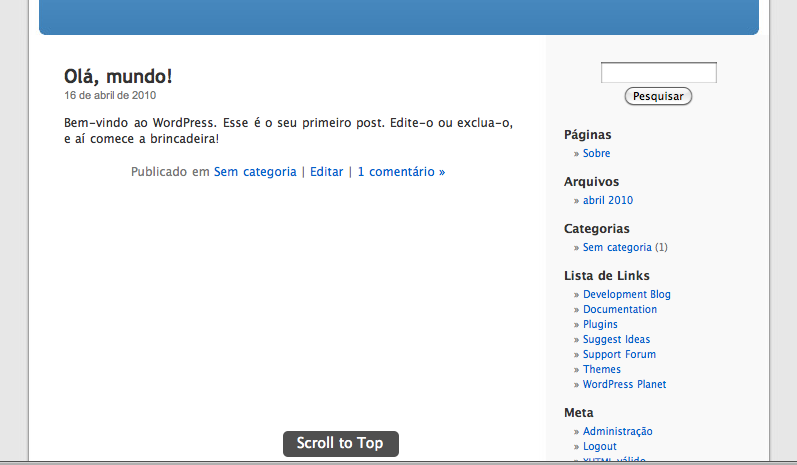 Olá, mundo!
16 de abril de 2010
Bem-vindo ao WordPress. Esse é o seu primeiro post. Edite-o ou exclua-o,
e aí comece a brincadeira!
Publicado em Sem categoria | Editar | 1 comentário »
Pesquisar
Páginas
» Sobre
Arquivos
» abril 2010
Categorias
» Sem categoria (1)
Lista de Links
» Development Blog
» Documentation
» Plugins
» Suggest Ideas
» Support Forum
» Themes
» WordPress Planet
Meta
» Administração
» Logout
» XHTML válido
Scroll to Top